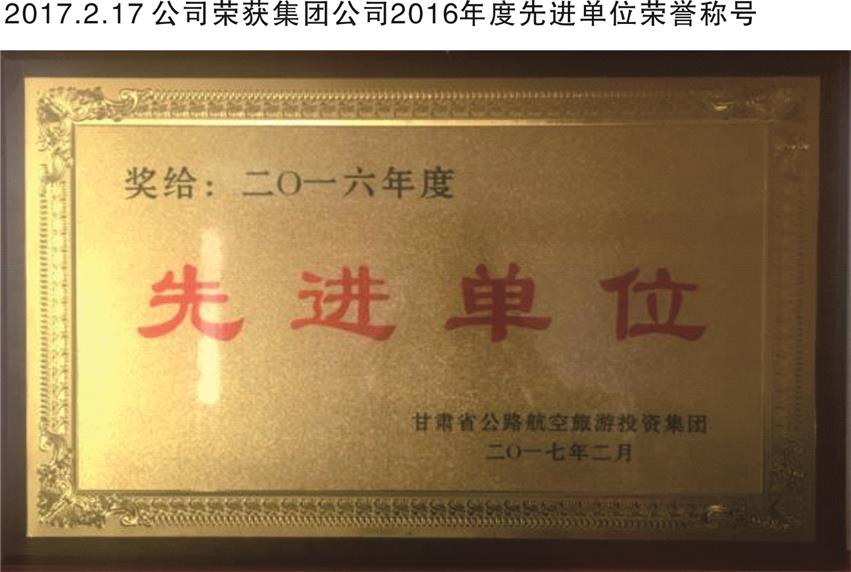 2017.2.17 公司荣获集团公司2016年度先进单位荣誉称号
奖给：二〇一六年度
先进单位
甘肃省公路航空旅游投资集团
二〇一七年二月